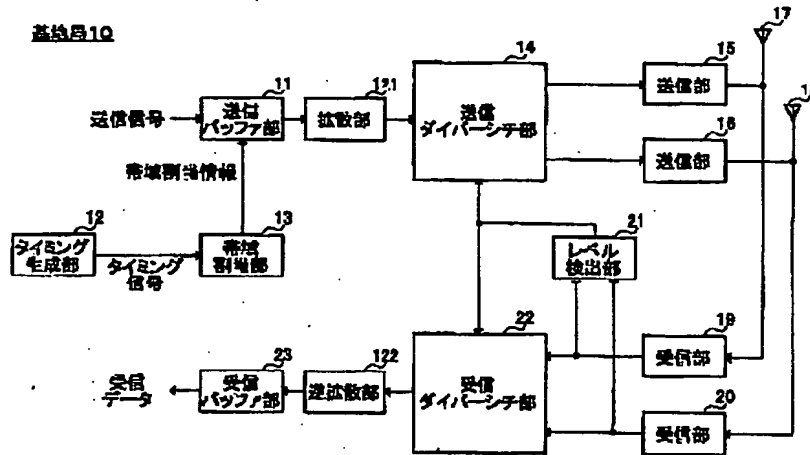 基地局10
14
15
17
11
121
送信信号
送信
バッファ部
拡散部
送信
ダイバーシチ部
送信部
16
送信部
帯域割当情報
12
13
21
タイミング
生成部
タイミング
信号
帯域
割当部
レベル
検出部
22
19
23
122
受信
データ
受信
バッファ部
逆拡散部
受信
ダイバーシチ部
受信部
20
受信部